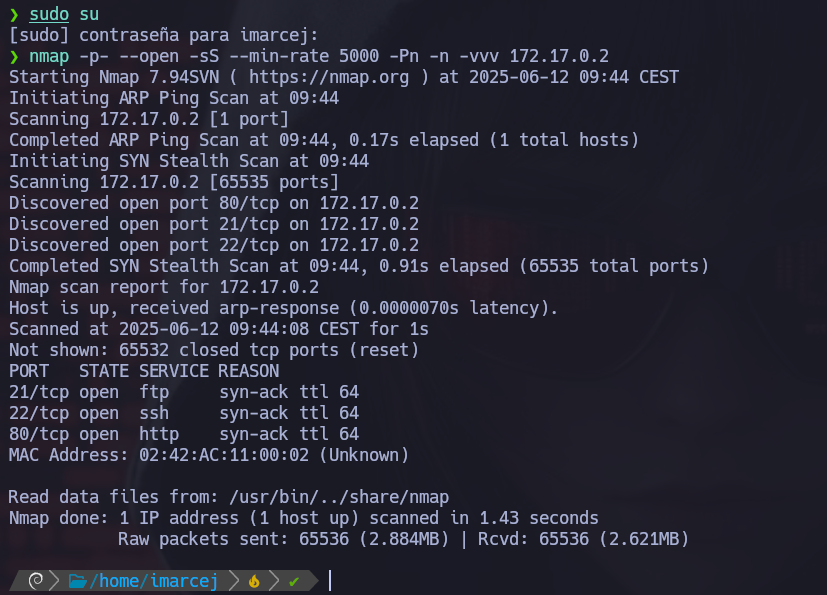 ❯ sudo su
[sudo] contraseña para imarcej:
❯ nmap -p- --open -sS --min-rate 5000 -Pn -n -vvv 172.17.0.2
Starting Nmap 7.94SVN ( https://nmap.org ) at 2025-06-12 09:44 CEST
Initiating ARP Ping Scan at 09:44
Scanning 172.17.0.2 [1 port]
Completed ARP Ping Scan at 09:44, 0.17s elapsed (1 total hosts)
Initiating SYN Stealth Scan at 09:44
Scanning 172.17.0.2 [65535 ports]
Discovered open port 80/tcp on 172.17.0.2
Discovered open port 21/tcp on 172.17.0.2
Discovered open port 22/tcp on 172.17.0.2
Completed SYN Stealth Scan at 09:44, 0.91s elapsed (65535 total ports)
Nmap scan report for 172.17.0.2
Host is up, received arp-response (0.0000070s latency).
Scanned at 2025-06-12 09:44:08 CEST for 1s
Not shown: 65532 closed tcp ports (reset)
PORT   STATE SERVICE REASON
21/tcp open  ftp     syn-ack ttl 64
22/tcp open  ssh     syn-ack ttl 64
80/tcp open  http    syn-ack ttl 64
MAC Address: 02:42:AC:11:00:02 (Unknown)
Read data files from: /usr/bin/../share/nmap
Nmap done: 1 IP address (1 host up) scanned in 1.43 seconds
           Raw packets sent: 65536 (2.884MB) | Rcvd: 65536 (2.621MB)
/home/imarcej